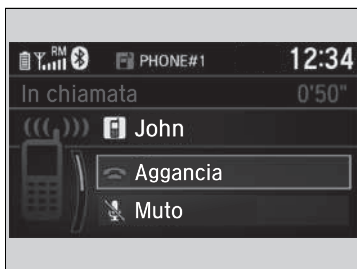 RM PHONE#1 12:34
In chiamata 0'50"
John
Aggancia
Muto